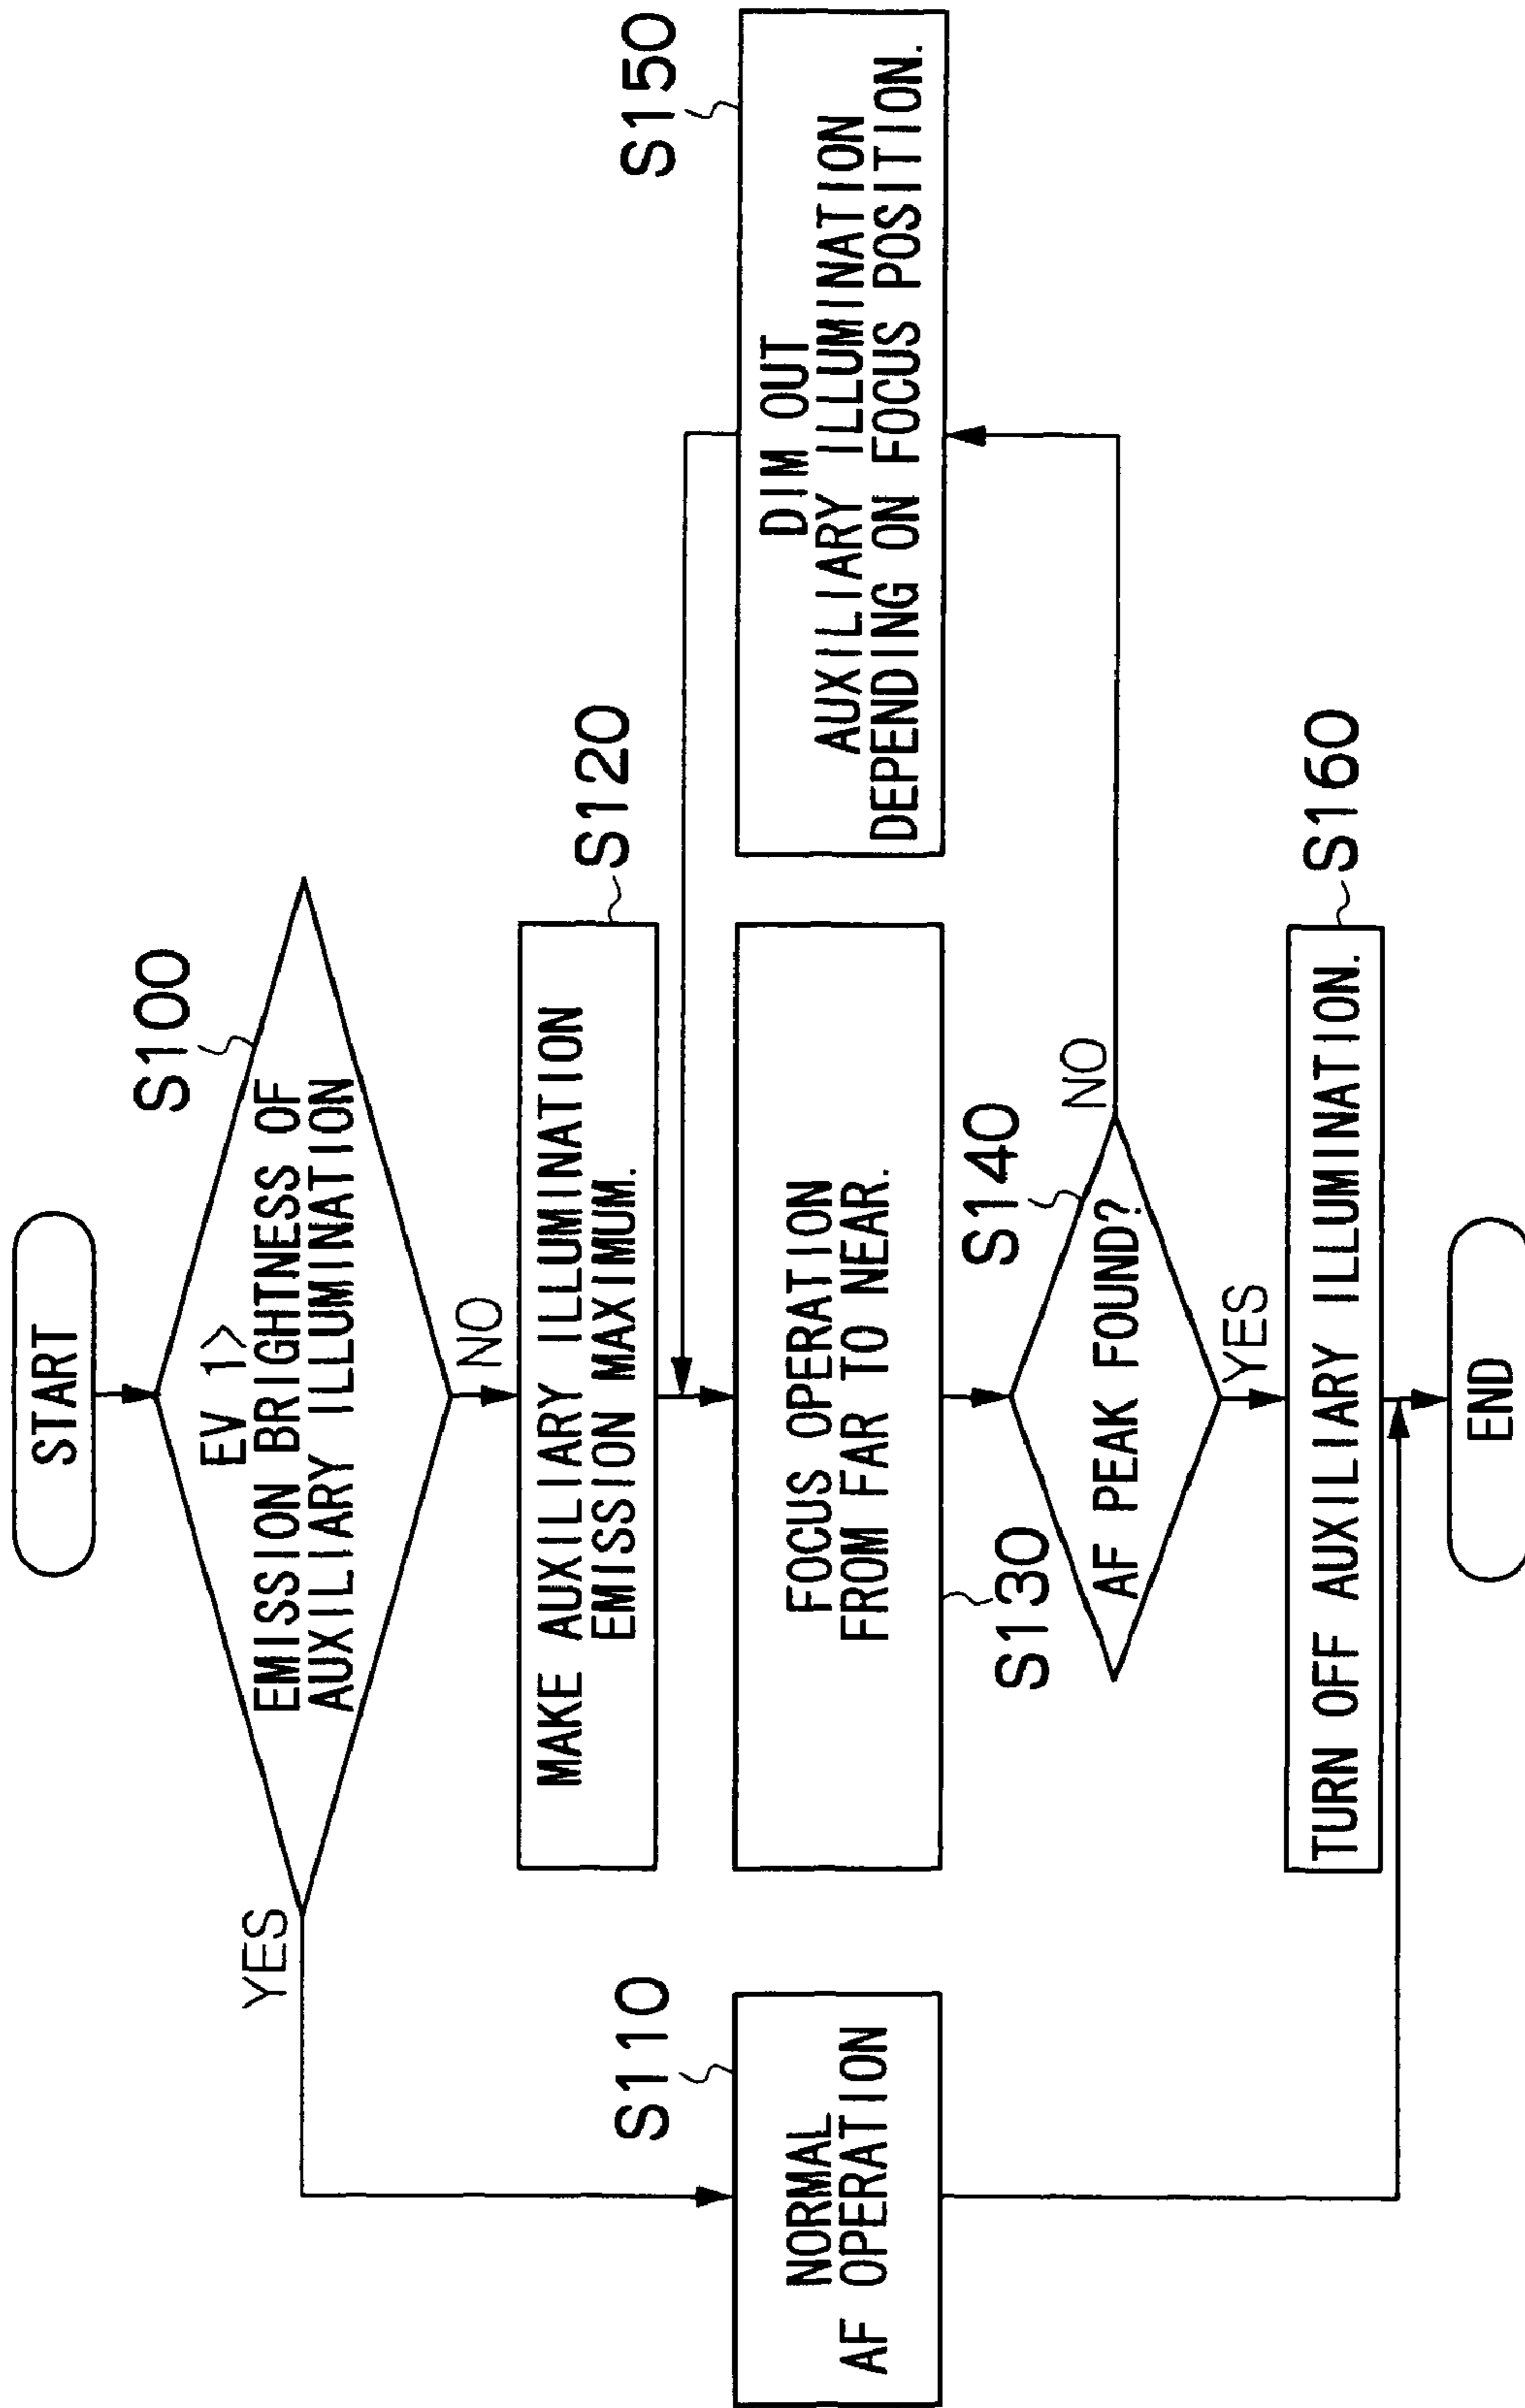 START
S100
EV 1>
EMISSION BRIGHTNESS OF
AUXILIARY ILLUMINATION
YES
NO
S110
NORMAL
AF OPERATION
S120
MAKE AUXILIARY ILLUMINATION
EMISSION MAXIMUM.
FOCUS OPERATION
FROM FAR TO NEAR.
S130
S140
AF PEAK FOUND?
NO
YES
S150
DIM OUT
AUXILIARY ILLUMINATION
DEPENDING ON FOCUS POSITION.
S160
TURN OFF AUXILIARY ILLUMINATION.
END